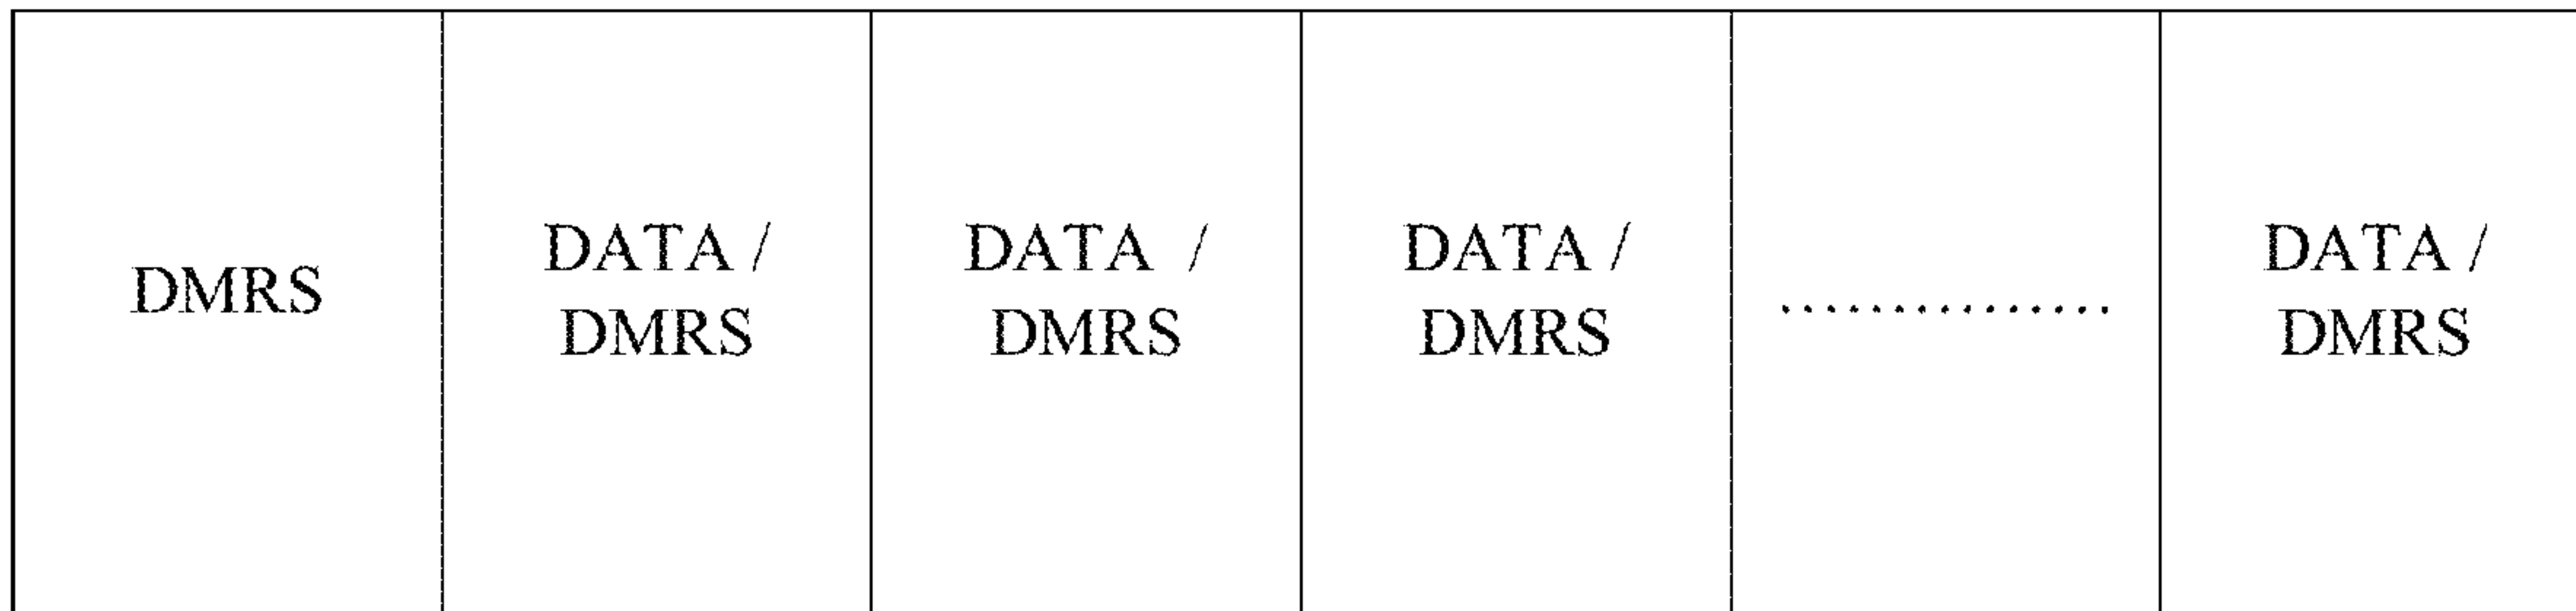 DMRS
DATA /
DMRS
DATA /
DMRS
DATA /
DMRS
..............
DATA /
DMRS